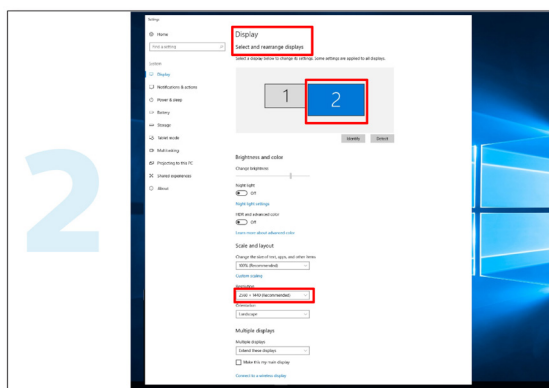 2
Settings
Home
Find a setting
System
Display
Notifications & actions
Power & sleep
Battery
Storage
Tablet mode
Multitasking
Projecting to this PC
Shared experiences
About
Display
Select and rearrange displays
Select a display below to change its settings. Some settings are applied to all displays.
1 2
Identify Detect
Brightness and color
Change brightness
Night light
Off
Night light settings
HDR and advanced color
Off
Learn more about advanced color
Scale and layout
Change the size of text, apps, and other items
100% (Recommended)
Custom scaling
Resolution
2560 × 1440 (Recommended)
Orientation
Landscape
Multiple displays
Multiple displays
Extend these displays
Make this my main display
Connect to a wireless display